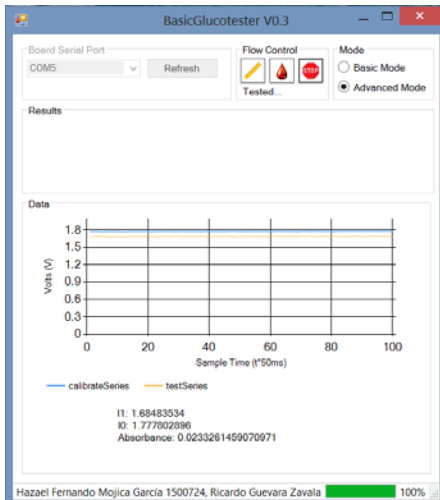 BasicGlucotester V0.3
Board Serial Port
COM5
Refresh
Flow Control
STOP
Tested...
Mode
Basic Mode
Advanced Mode
Results
Data
Volts (V)
1.8
1.5
1.2
0.9
0.6
0.3
0
0 20 40 60 80 100
Sample Time (t*50ms)
calibrateSeries testSeries
I1: 1.68483534
I0: 1.777802896
Absorbance: 0.0233261459070971
Hazael Fernando Mojica García 1500724, Ricardo Guevara Zavala 100%